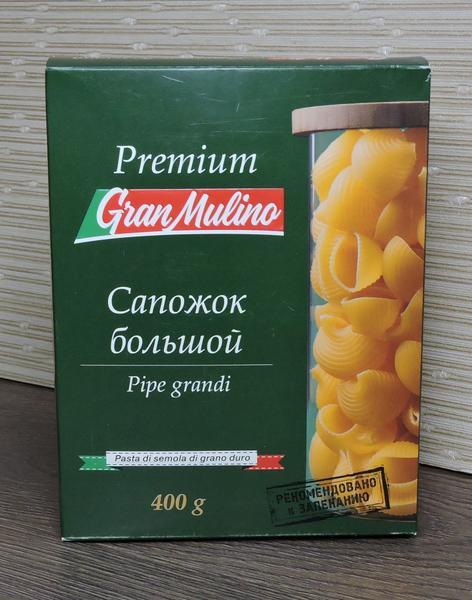 Premium
Gran Mulino
Сапожок
большой
Pipe grandi
Pasta di semola di grano duro
400 g
РЕКОМЕНДОВАНО
к ЗАПЕКАНИЮ